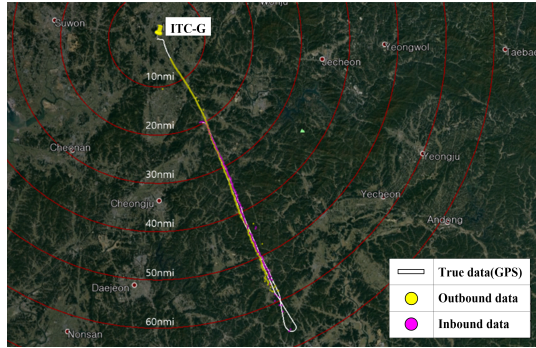 Wonju
Suwon
ITC-G
Yeongwol
Jecheon
Taebae
10nmi
20nmi
Cheonan
Yeongju
30nmi
Yecheon
Cheongju
40nmi
Andong
50nmi
Daejeon
60nmi
Nonsan
True data(GPS)
Outbound data
Inbound data